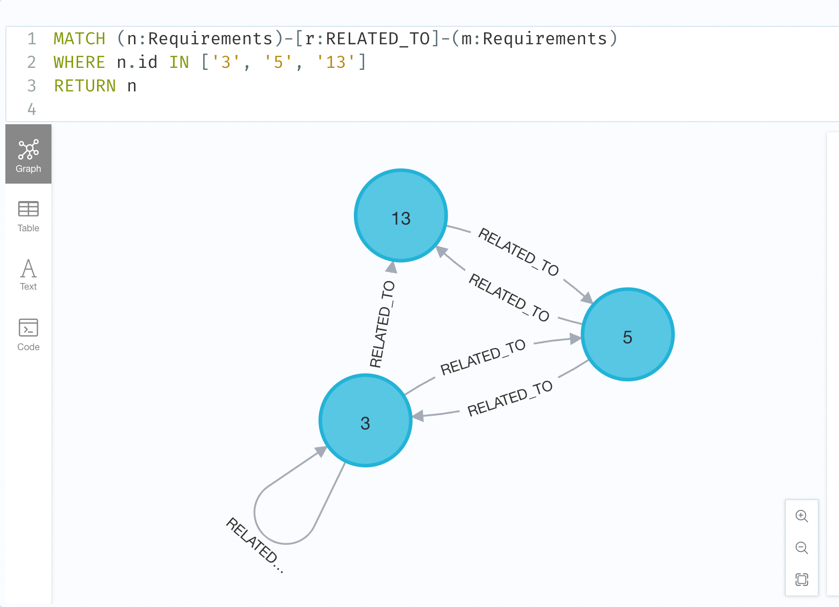 1 MATCH (n:Requirements)-[r:RELATED_TO]-(m:Requirements)
2 WHERE n.id IN ['3', '5', '13']
3 RETURN n
4
Graph
Table
Text
Code
13
RELATED_TO
RELATED_TO
RELATED_TO
5
RELATED_TO
RELATED_TO
3
RELATED...